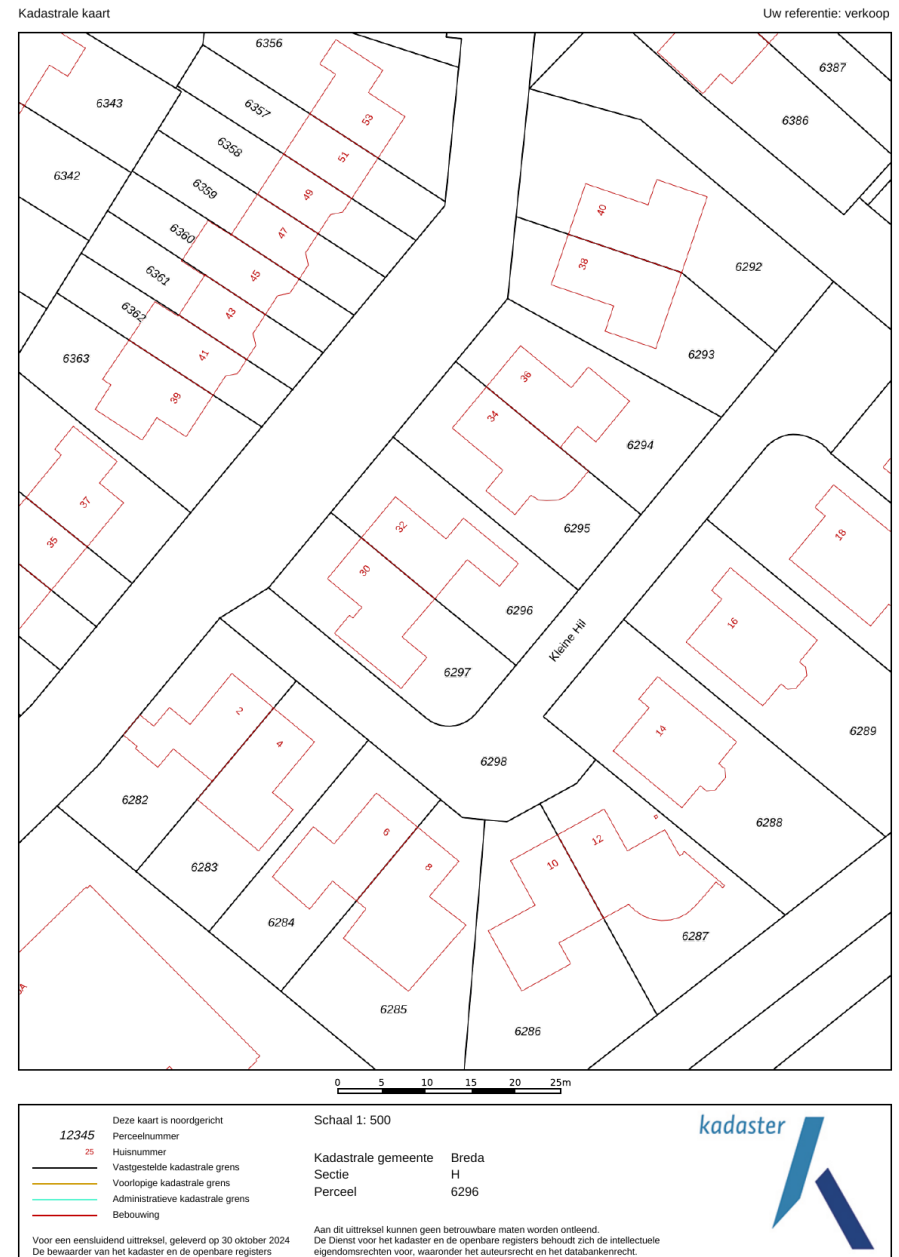 Kadastrale kaart
Uw referentie: verkoop
6356
6387
6343
6357
6386
53
6358
51
6342
6359
49
40
6360
47
38
6292
6361
45
6362
43
6363
41
6293
36
39
34
6294
37
32
6295
18
35
30
6296
16
Kleine Hil
6297
2
14
6289
4
6298
6282
6288
6
12
8
10
6283
6284
6287
6285
6286
0 5 10 15 20 25m
Deze kaart is noordgericht
12345 Perceelnummer
25 Huisnummer
Vastgestelde kadastrale grens
Voorlopige kadastrale grens
Administratieve kadastrale grens
Bebouwing
Voor een eensluidend uittreksel, geleverd op 30 oktober 2024
De bewaarder van het kadaster en de openbare registers
Schaal 1: 500
Kadastrale gemeente Breda
Sectie H
Perceel 6296
Aan dit uittreksel kunnen geen betrouwbare maten worden ontleend.
De Dienst voor het kadaster en de openbare registers behoudt zich de intellectuele
eigendomsrechten voor, waaronder het auteursrecht en het databankenrecht.
kadaster